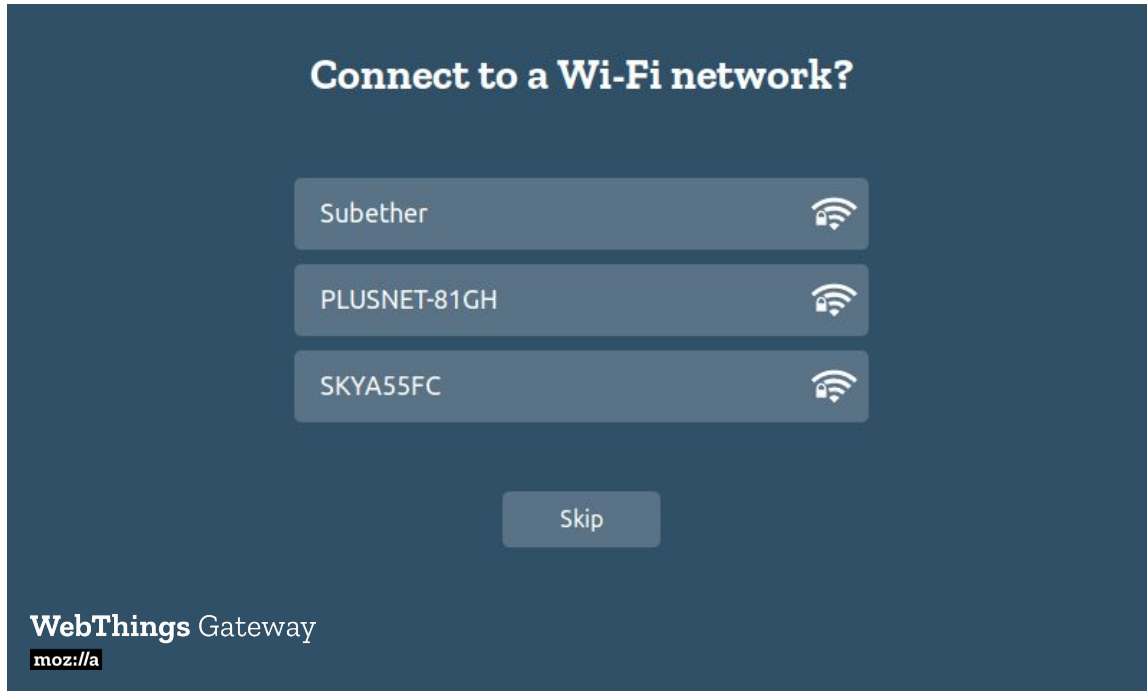 Connect to a Wi-Fi network?
Subether
PLUSNET-81GH
SKYA55FC
Skip
WebThings Gateway
moz://a